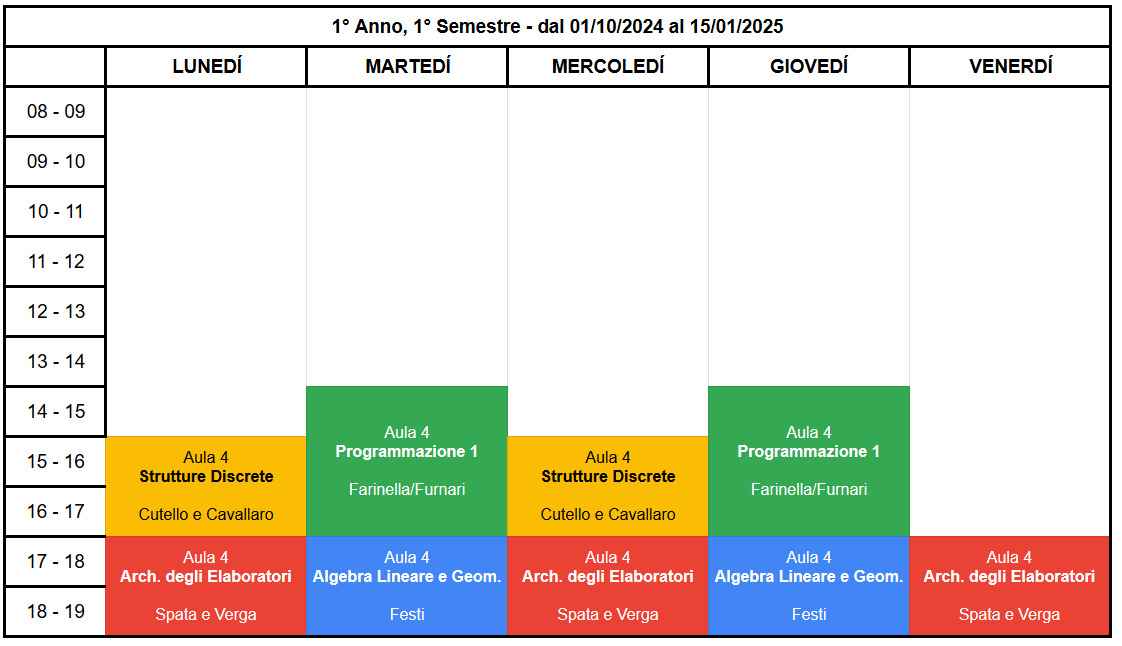 1° Anno, 1° Semestre - dal 01/10/2024 al 15/01/2025
LUNEDÍ MARTEDÍ MERCOLEDÍ GIOVEDÍ VENERDÍ
08 - 09
09 - 10
10 - 11
11 - 12
12 - 13
13 - 14
14 - 15
15 - 16
16 - 17
17 - 18
18 - 19
Aula 4
Strutture Discrete
Cutello e Cavallaro
Aula 4
Arch. degli Elaboratori
Spata e Verga
Aula 4
Programmazione 1
Farinella/Furnari
Aula 4
Algebra Lineare e Geom.
Festi
Aula 4
Strutture Discrete
Cutello e Cavallaro
Aula 4
Arch. degli Elaboratori
Spata e Verga
Aula 4
Programmazione 1
Farinella/Furnari
Aula 4
Algebra Lineare e Geom.
Festi
Aula 4
Arch. degli Elaboratori
Spata e Verga